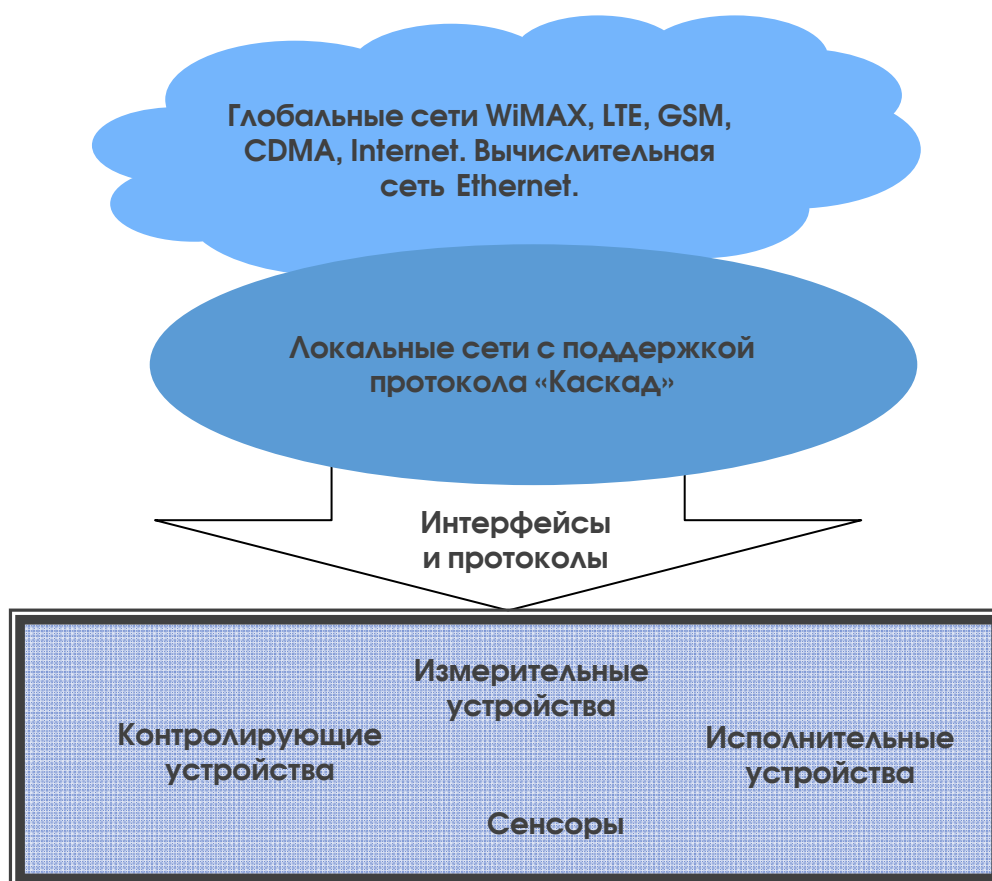 Глобальные сети WiMAX, LTE, GSM,
CDMA, Internet. Вычислительная
сеть Ethernet.
Локальные сети с поддержкой
протокола «Каскад»
Интерфейсы
и протоколы
Измерительные
устройства
Контролирующие
устройства
Исполнительные
устройства
Сенсоры